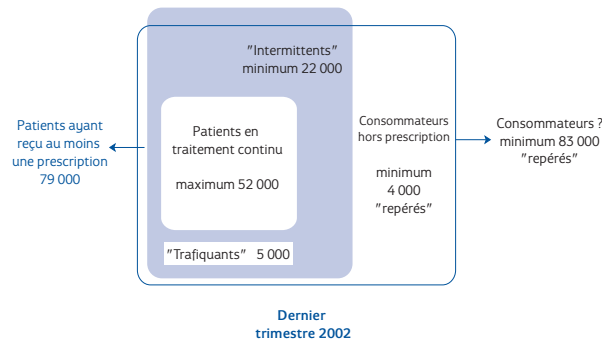 "Intermittents"
minimum 22 000
Patients ayant
reçu au moins
une prescription
79 000
Patients en
traitement continu
maximum 52 000
Consommateurs
hors prescription
minimum
4 000
"repérés"
Consommateurs ?
minimum 83 000
"repérés"
"Trafiquants" 5 000
Dernier
trimestre 2002